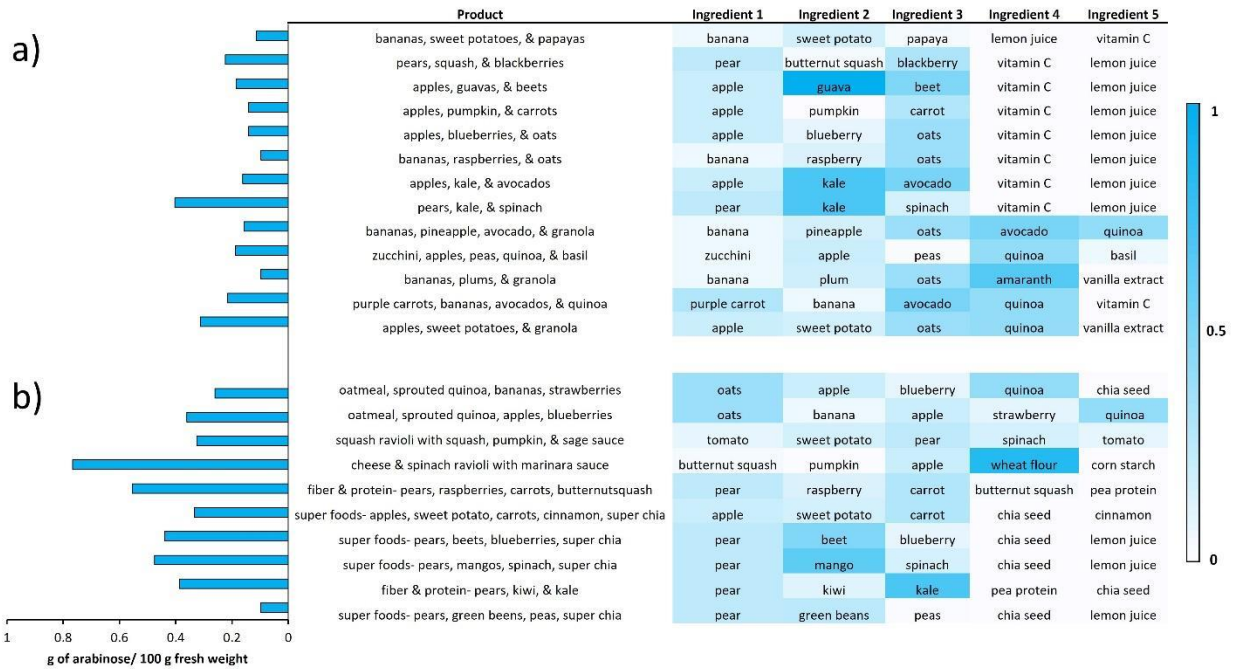 Product Ingredient 1 Ingredient 2 Ingredient 3 Ingredient 4 Ingredient 5
a)
bananas, sweet potatoes, & papayas banana sweet potato papaya lemon juice vitamin C
pears, squash, & blackberries pear butternut squash blackberry vitamin C lemon juice
apples, guavas, & beets apple guava beet vitamin C lemon juice
apples, pumpkin & carrots apple pumpkin carrot vitamin C lemon juice
apples, blueberries, & oats apple blueberry oats vitamin C lemon juice
bananas, raspberries, & oats banana raspberry oats vitamin C lemon juice
apples, kale, & avocados apple kale avocado vitamin C lemon juice
pears, kale, & spinach pear kale spinach vitamin C lemon juice
bananas, pineapple, avocado, & granola banana pineapple oats avocado quinoa
zucchini, apples, peas, quinoa, & basil zucchini apple peas quinoa basil
bananas, plums, & granola banana plum oats amaranth vanilla extract
purple carrots, bananas, avocados, & quinoa purple carrot banana avocado quinoa vitamin C
apples, sweet potatoes, & granola apple sweet potato oats quinoa vanilla extract
b)
oatmeal, sprouted quinoa, bananas, strawberries oats apple blueberry quinoa chia seed
oatmeal, sprouted quinoa, apples, blueberries oats banana apple strawberry quinoa
squash ravioli with squash, pumpkin, & sage sauce tomato sweet potato pear spinach tomato
cheese & spinach ravioli with marinara sauce butternut squash pumpkin apple wheat flour corn starch
fiber & protein- pears, raspberries, carrots, butternutsquash pear raspberry carrot butternut squash pea protein
super foods- apples, sweet potato, carrots, cinnamon, super chia apple sweet potato carrot chia seed cinnamon
super foods- pears, beets, blueberries, super chia pear beet blueberry chia seed lemon juice
super foods- pears, mangos, spinach, super chia pear mango spinach chia seed lemon juice
fiber & protein- pears, kiwi, & kale pear kiwi kale pea protein chia seed
super foods- pears, green beens, peas, super chia pear green beans peas chia seed lemon juice
1 0.8 0.6 0.4 0.2 0
g of arabinose/ 100 g fresh weight
1
0.5
0